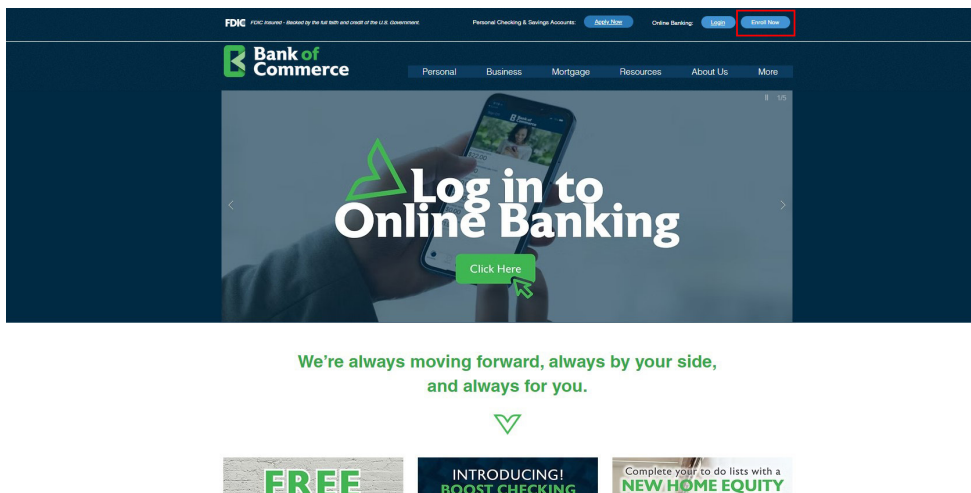 FDIC FDIC-Insured - Backed by the full faith and credit of the U.S. Government. Personal Checking & Savings Accounts: Apply Now Online Banking: Login Enroll Now
Bank of
Commerce
Personal Business Mortgage Resources About Us More
1/5
Bank of
Commerce
Log in to
Online Banking
Click Here
We're always moving forward, always by your side,
and always for you.
FREE
INTRODUCING!
BOOST CHECKING
Complete your to do lists with a
NEW HOME EQUITY